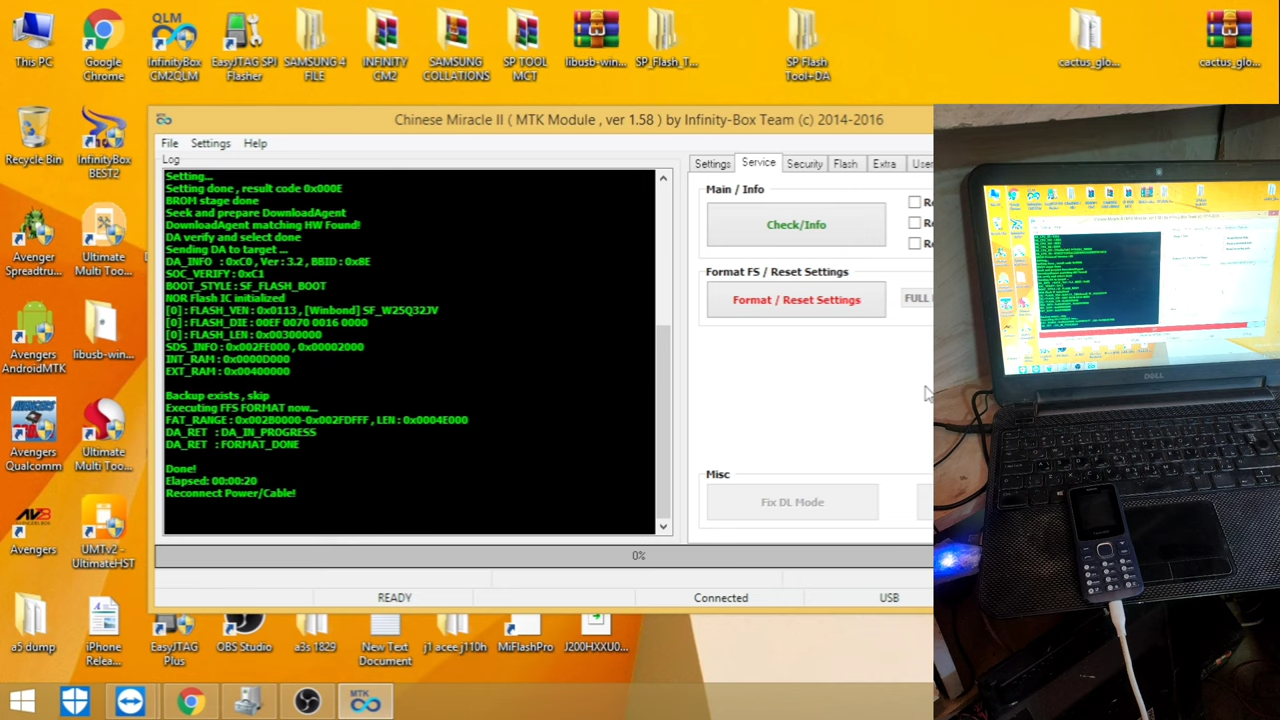 This PC
Google
Chrome
QLM
InfinityBox
CM2QLM
EasyJTAG SPI
Flasher
SAMSUNG 4
FILE
INFINITY
CM2
SAMSUNG
COLLATIONS
SP TOOL
MCT
libusb-win...
SP_Flash_T...
SP Flash
Tool+DA
cactus_glo...
cactus_glo...
Recycle Bin
InfinityBox
BEST2
Avenger
Spreadtru...
Ultimate
Multi Too...
Avengers
AndroidMTK
libusb-win...
AVENGERS
Avengers
Qualcomm
Ultimate
Multi Too...
Avengers
UMTv2 -
UltimateHST
a5 dump
iPhone
Relea...
EasyJTAG
Plus
OBS Studio
a3s 1829
New Text
Document
j1 acee j110h
MiFlashPro
J200HXXU0...
Chinese Miracle II ( MTK Module , ver 1.58 ) by Infinity-Box Team (c) 2014-2016
File Settings Help
Log
Setting...
Setting done , result code 0x000E
BROM stage done
Seek and prepare DownloadAgent
DownloadAgent matching HW Found!
DA verify and select done
Sending DA to target ...
DA_INFO : 0xC0 , Ver : 3.2 , BBID : 0x8E
SOC_VERIFY : 0xC1
BOOT_STYLE : SF_FLASH_BOOT
NOR Flash IC initialized
[0] : FLASH_VEN : 0x0113 , [Winbond] SF_W25Q32JV
[0] : FLASH_DIE : 00EF 0070 0016 0000
[0] : FLASH_LEN : 0x00300000
SDS_INFO : 0x002FE000 , 0x00002000
INT_RAM : 0x0000D000
EXT_RAM : 0x00400000
Backup exists , skip
Executing FFS FORMAT now...
FAT_RANGE : 0x002B0000-0x002FDFFF , LEN : 0x0004E000
DA_RET : DA_IN_PROGRESS
DA_RET : FORMAT_DONE
Done!
Elapsed: 00:00:20
Reconnect Power/Cable!
Settings Service Security Flash Extra User
Main / Info
Check/Info
Format FS / Reset Settings
Format / Reset Settings
FULL
Misc
Fix DL Mode
0%
READY
Connected
USB
MTK
DELL